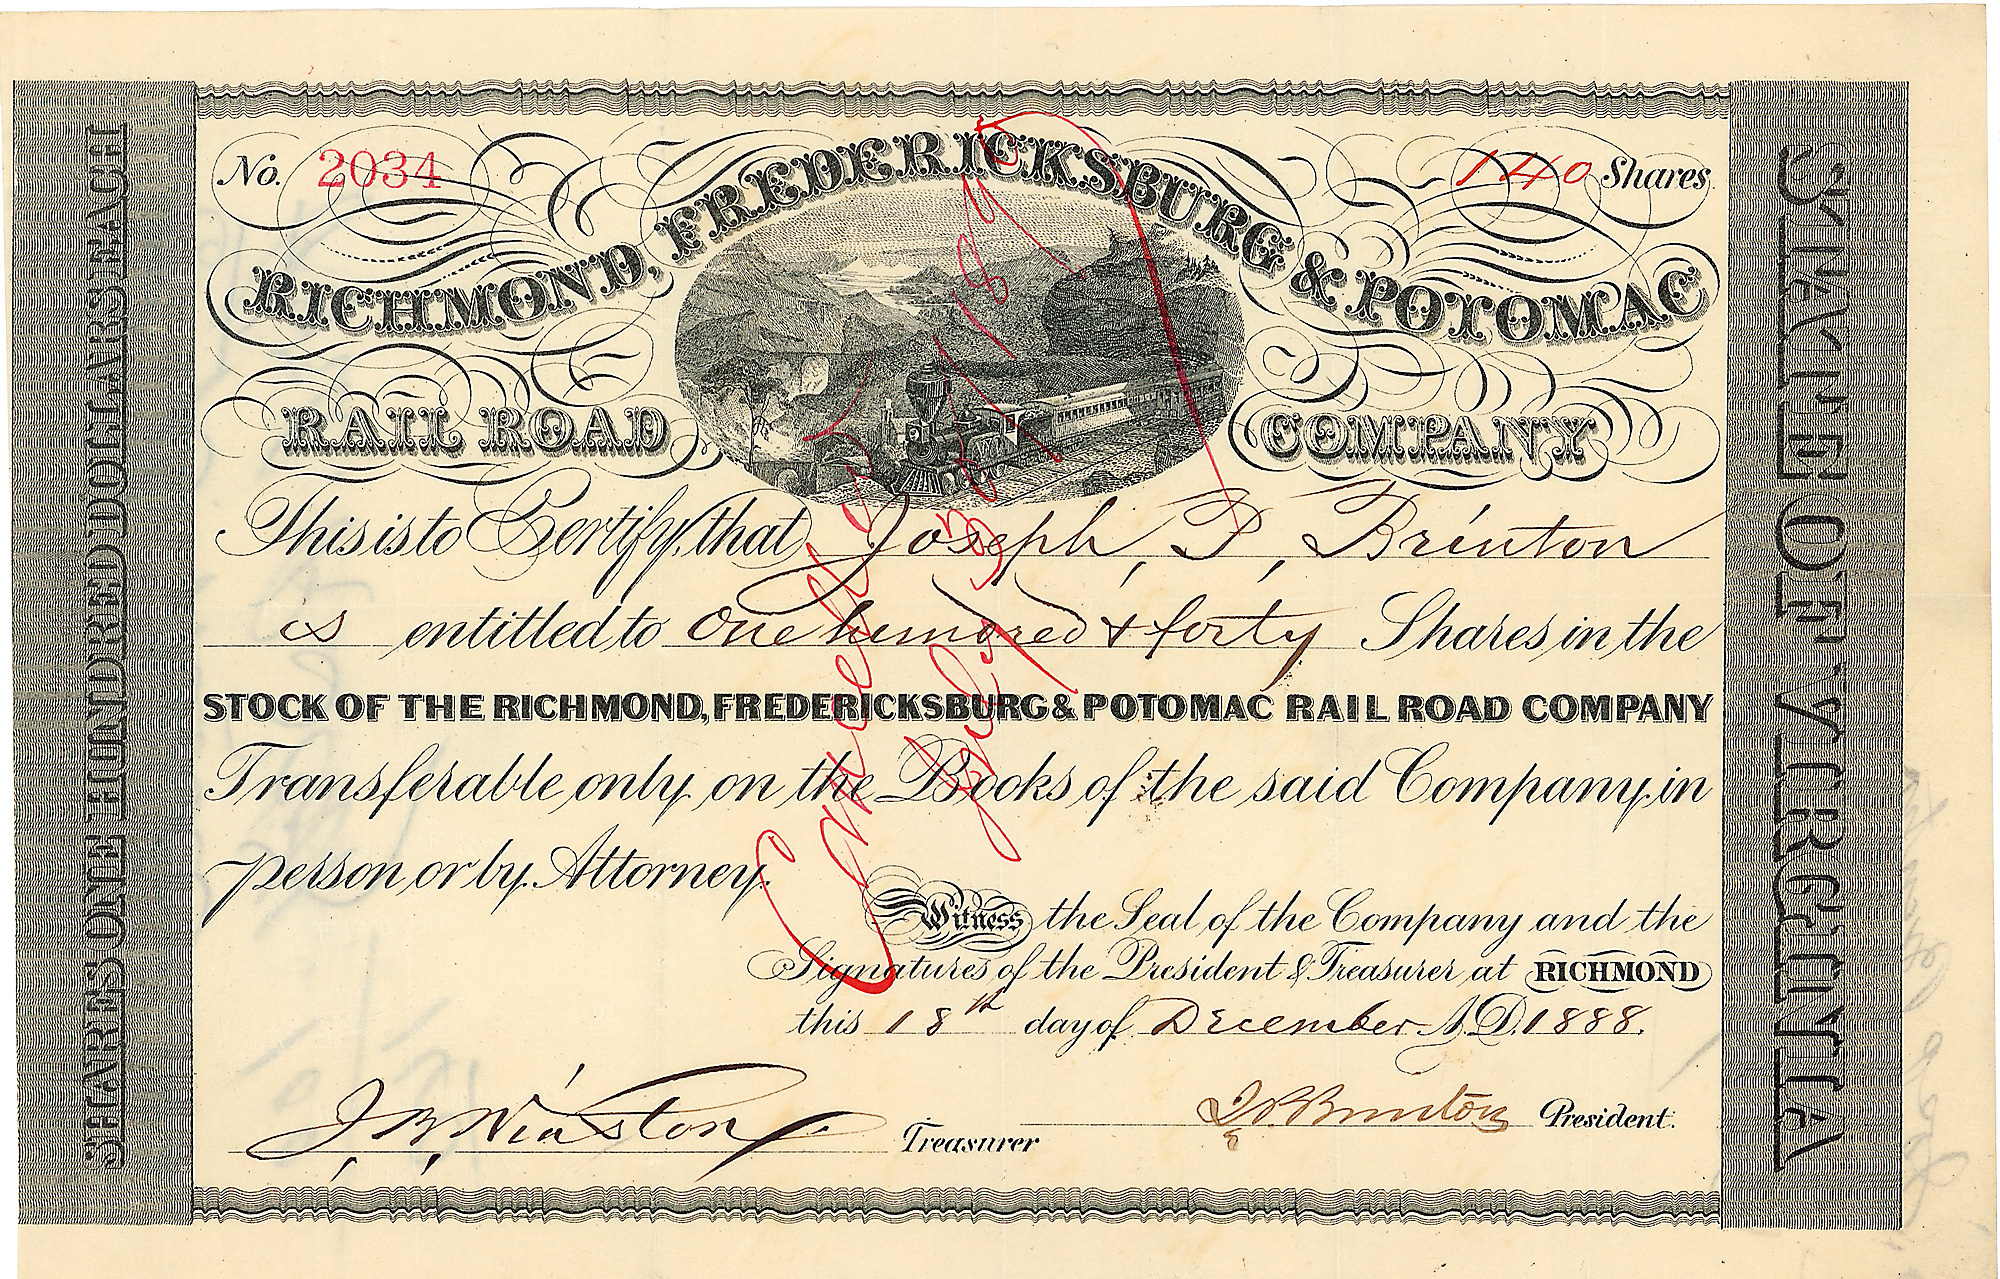 No. 2034
140 Shares
RICHMOND, FREDERICKSBURG & POTOMAC
RAIL ROAD COMPANY
This is to Certify, that Joseph, P, Brinton
is entitled to One hundred & forty Shares in the
STOCK OF THE RICHMOND, FREDERICKSBURG & POTOMAC RAIL ROAD COMPANY
Transferable only on the Books of the said Company in
person or by Attorney.
Witness the Seal of the Company and the
Signatures of the President & Treasurer at RICHMOND
this 18th day of December A.D. 1888.
J. B. Winston Treasurer
President.
SHARES ONE HUNDRED DOLLARS EACH
STATE OF VIRGINIA
Cancelled